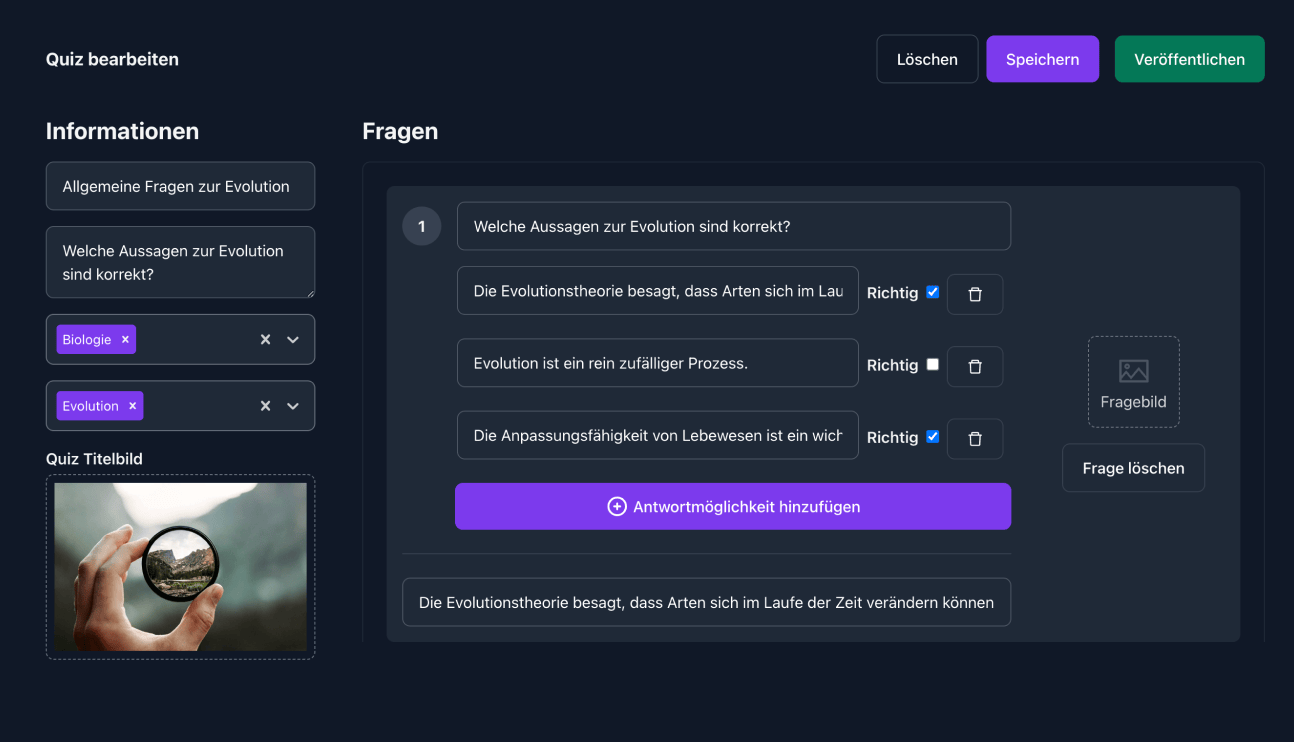 Quiz bearbeiten
Löschen
Speichern
Veröffentlichen
Informationen
Allgemeine Fragen zur Evolution
Welche Aussagen zur Evolution
sind korrekt?
Biologie ×
Evolution ×
Quiz Titelbild
Fragen
1
Welche Aussagen zur Evolution sind korrekt?
Die Evolutionstheorie besagt, dass Arten sich im Lau
Richtig
Evolution ist ein rein zufälliger Prozess.
Richtig
Die Anpassungsfähigkeit von Lebewesen ist ein wich
Richtig
Antwortmöglichkeit hinzufügen
Die Evolutionstheorie besagt, dass Arten sich im Laufe der Zeit verändern können
Fragebild
Frage löschen